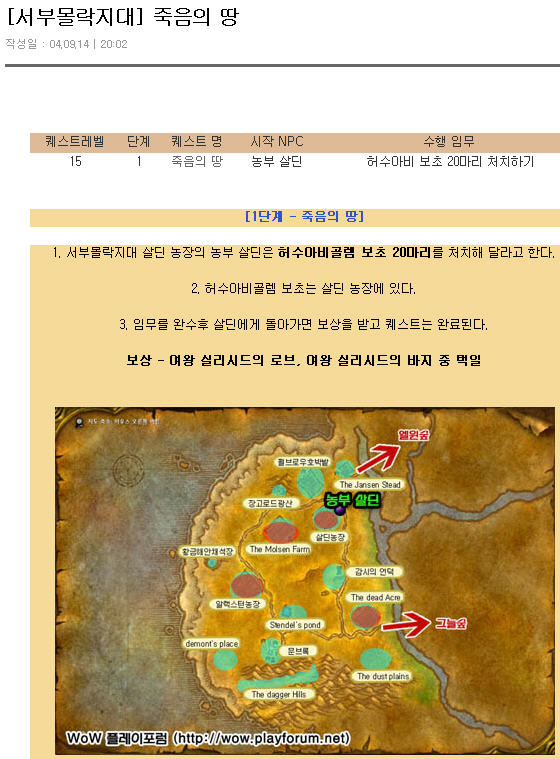 [서부몰락지대] 죽음의 땅
작성일 : 04,09,14 | 20:02
퀘스트레벨 단계 퀘스트 명 시작 NPC 수행 임무
15 1 죽음의 땅 농부 살딘 허수아비 보초 20마리 처치하기
[1단계 - 죽음의 땅]
1. 서부몰락지대 살딘 농장의 농부 살딘은 허수아비골렘 보초 20마리를 처치해 달라고 한다.
2. 허수아비골렘 보초는 살딘 농장에 있다.
3. 임무를 완수후 살딘에게 돌아가면 보상을 받고 퀘스트는 완료된다.
보상 - 여왕 실리시드의 로브, 여왕 실리시드의 바지 중 택일
엘윈숲
펄브로우호박밭
The Jansen Stead
장고로드광산
농부 살딘
살딘농장
The Molsen Farm
황금해안채석장
감시의 언덕
알렉스턴농장
The dead Acre
Stendel's pond
그늘숲
demont's place
문브룩
The dust plains
The dagger Hills
WoW 플레이포럼 (http://wow.playforum.net)